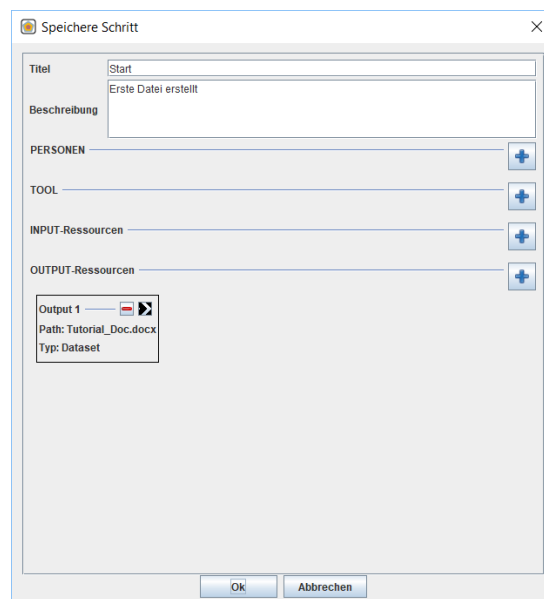 Speichere Schritt
Titel Start
Beschreibung Erste Datei erstellt
PERSONEN
TOOL
INPUT-Ressourcen
OUTPUT-Ressourcen
Output 1
Path: Tutorial_Doc.docx
Typ: Dataset
Ok Abbrechen